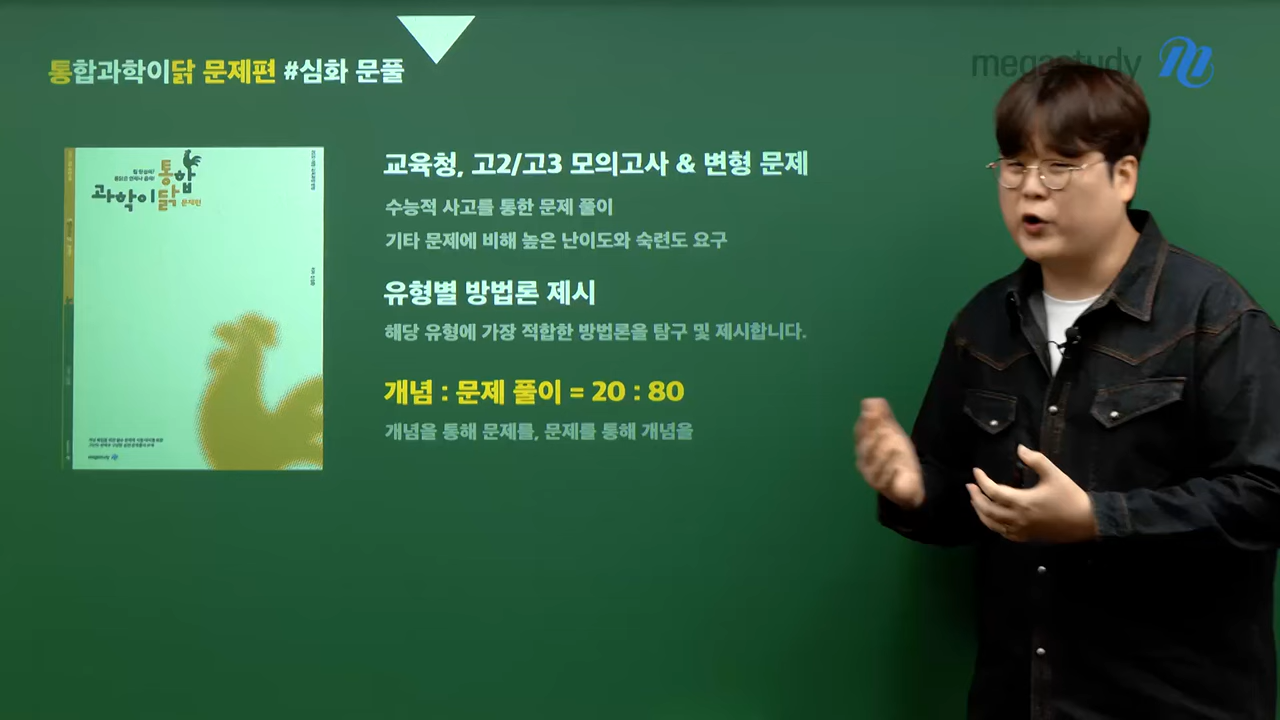 통합과학이닭 문제편 #심화 문풀
megastudy
통합
과학이닭 문제편
교육청, 고2/고3 모의고사 & 변형 문제
수능적 사고를 통한 문제 풀이
기타 문제에 비해 높은 난이도와 숙련도 요구
유형별 방법론 제시
해당 유형에 가장 적합한 방법론을 탐구 및 제시합니다.
개념 : 문제 풀이 = 20 : 80
개념을 통해 문제를, 문제를 통해 개념을
megastudy